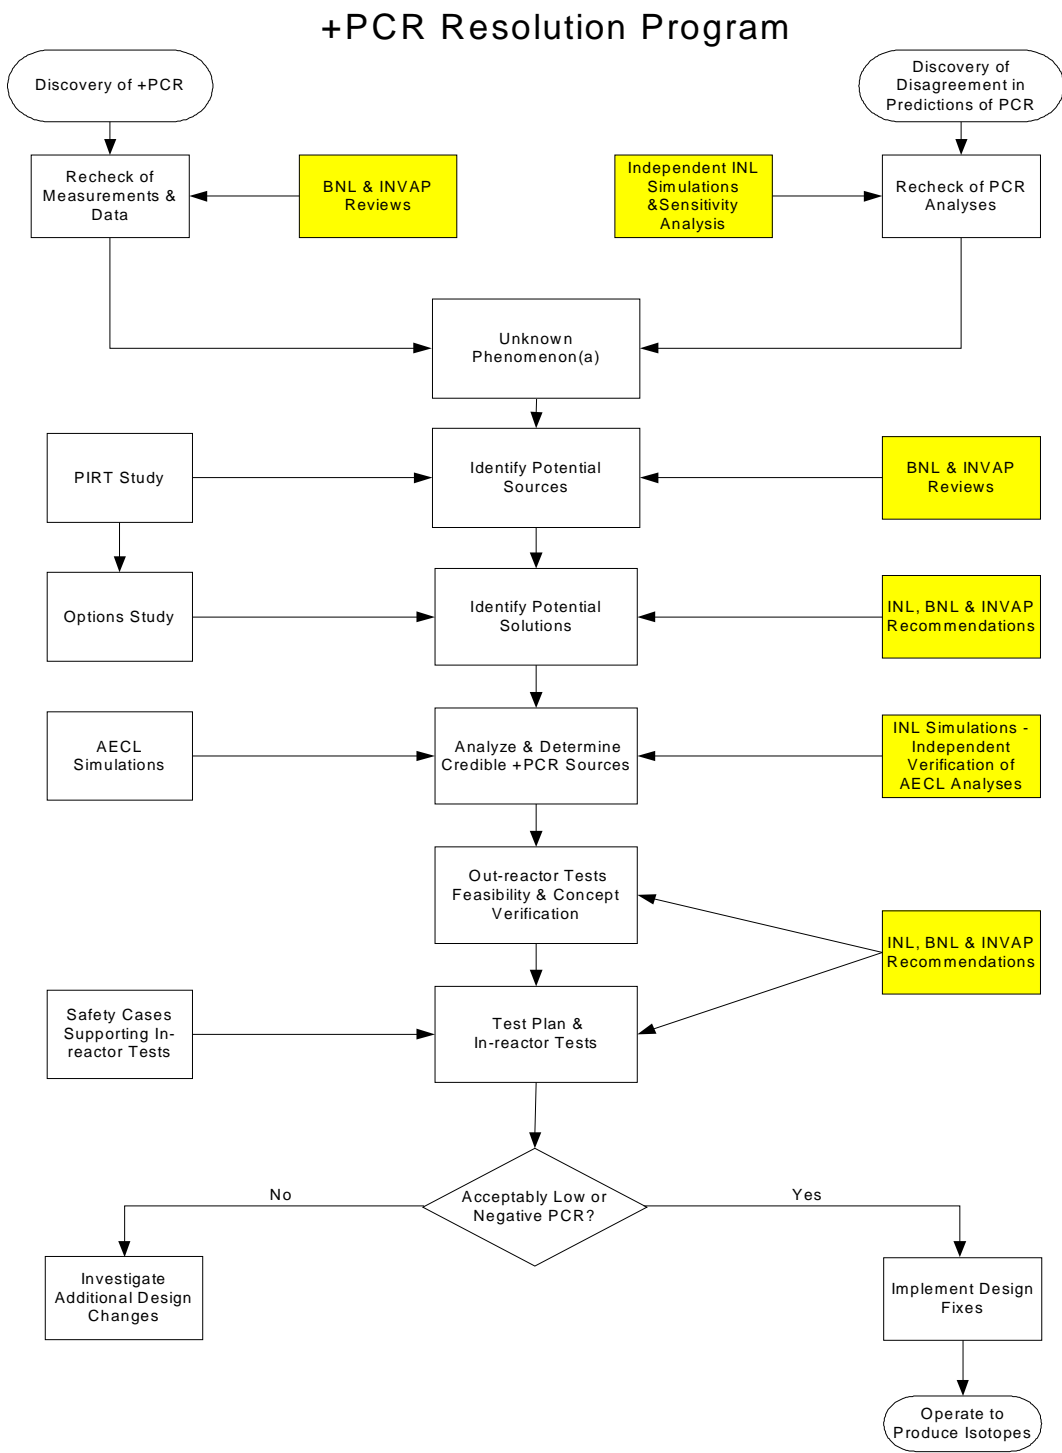 +PCR Resolution Program
Discovery of +PCR
Discovery of
Disagreement in
Predictions of PCR
Recheck of
Measurements &
Data
BNL & INVAP
Reviews
Independent INL
Simulations
&Sensitivity
Analysis
Recheck of PCR
Analyses
Unknown
Phenomenon(a)
PIRT Study
Identify Potential
Sources
BNL & INVAP
Reviews
Options Study
Identify Potential
Solutions
INL, BNL & INVAP
Recommendations
AECL
Simulations
Analyze & Determine
Credible +PCR Sources
INL Simulations -
Independent
Verification of
AECL Analyses
Out-reactor Tests
Feasibility & Concept
Verification
INL, BNL & INVAP
Recommendations
Safety Cases
Supporting In-
reactor Tests
Test Plan &
In-reactor Tests
Acceptably Low or
Negative PCR?
No
Yes
Investigate
Additional Design
Changes
Implement Design
Fixes
Operate to
Produce Isotopes